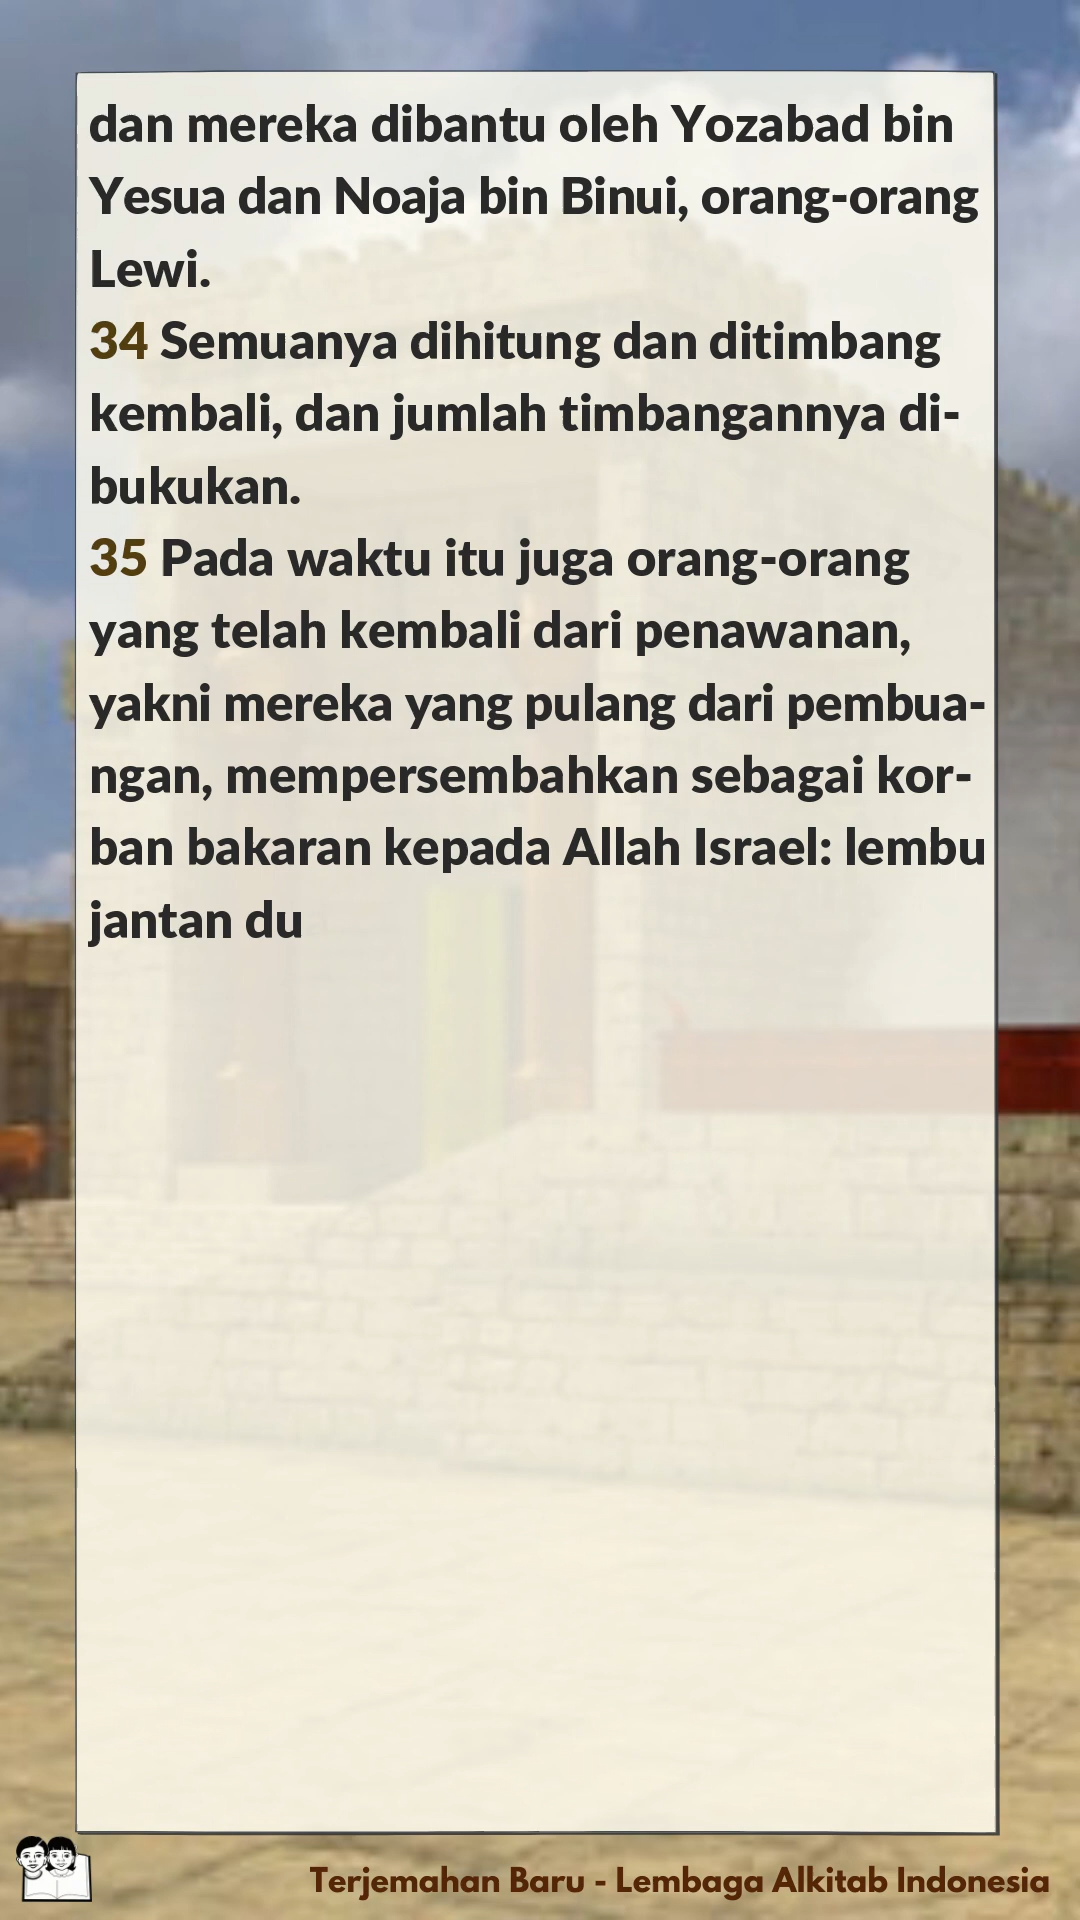 dan mereka dibantu oleh Yozabad bin
Yesua dan Noaja bin Binui, orang-orang
Lewi.
34 Semuanya dihitung dan ditimbang
kembali, dan jumlah timbangannya di-
bukukan.
35 Pada waktu itu juga orang-orang
yang telah kembali dari penawanan,
yakni mereka yang pulang dari pembua-
ngan, mempersembahkan sebagai kor-
ban bakaran kepada Allah Israel: lembu
jantan du
Terjemahan Baru - Lembaga Alkitab Indonesia